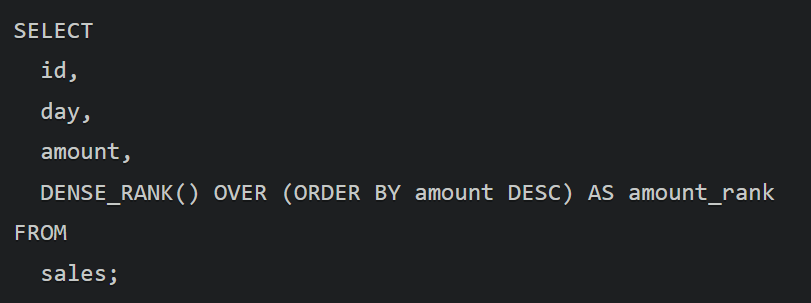 SELECT
  id,
  day,
  amount,
  DENSE_RANK() OVER (ORDER BY amount DESC) AS amount_rank
FROM
  sales;